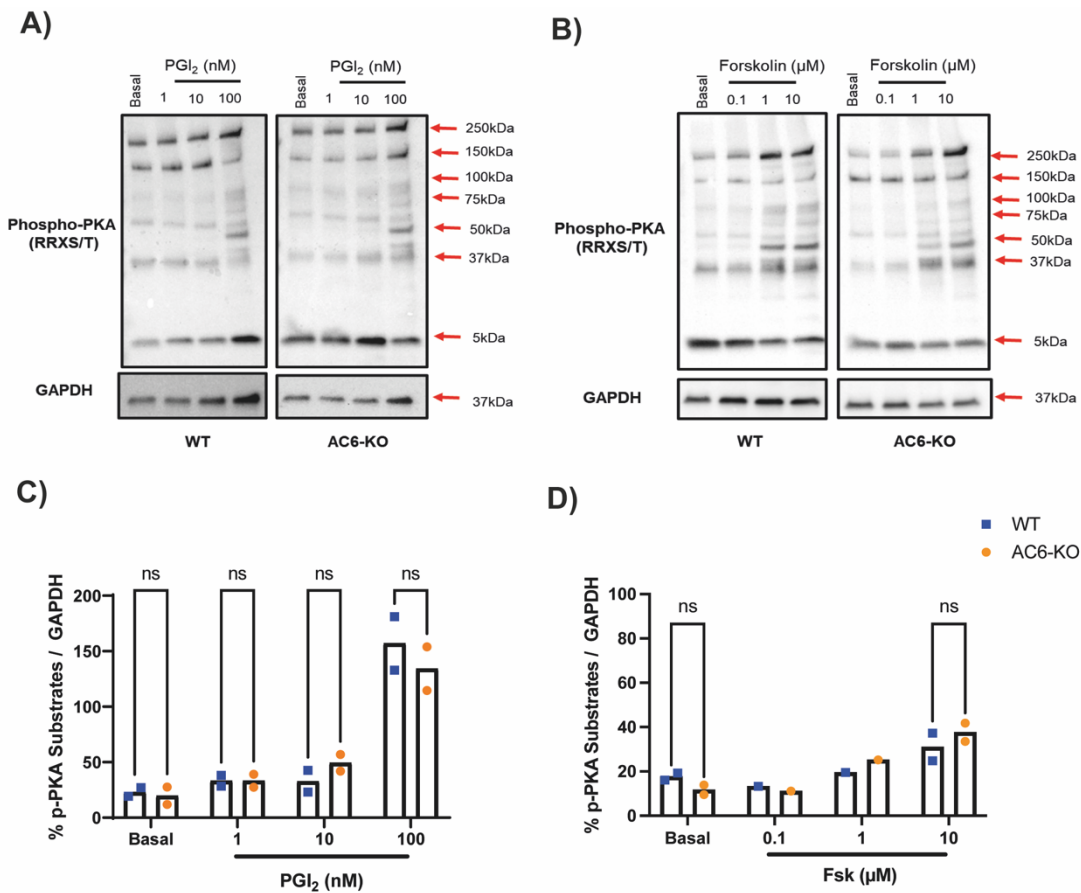 A)
PGI₂ (nM)
PGI₂ (nM)
Basal
1
10
100
Basal
1
10
100
250kDa
150kDa
100kDa
75kDa
50kDa
37kDa
5kDa
Phospho-PKA
(RRXS/T)
GAPDH
37kDa
WT
AC6-KO
B)
Forskolin (µM)
Forskolin (µM)
Basal
0.1
1
10
Basal
0.1
1
10
250kDa
150kDa
100kDa
75kDa
50kDa
37kDa
5kDa
Phospho-PKA
(RRXS/T)
GAPDH
37kDa
WT
AC6-KO
C)
ns
ns
ns
ns
% p-PKA Substrates / GAPDH
200
150
100
50
0
Basal
1
10
100
PGI₂ (nM)
D)
WT
AC6-KO
ns
ns
% p-PKA Substrates / GAPDH
100
80
60
40
20
0
Basal
0.1
1
10
Fsk (µM)